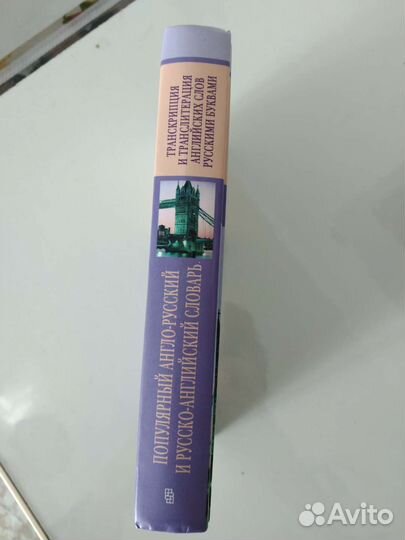 ТРАНСКРИПЦИЯ
И ТРАНСЛИТЕРАЦИЯ
АНГЛИЙСКИХ СЛОВ
РУССКИМИ БУКВАМИ
ПОПУЛЯРНЫЙ АНГЛО-РУССКИЙ
И РУССКО-АНГЛИЙСКИЙ СЛОВАРЬ
Avito